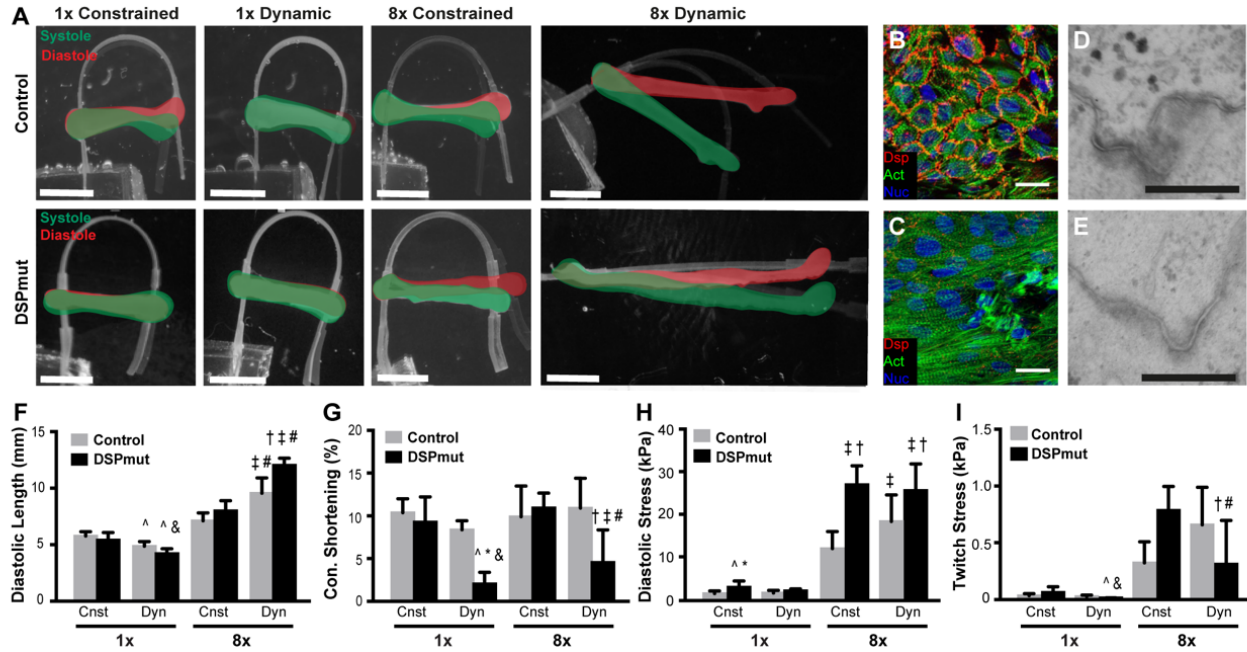 A
1x Constrained
1x Dynamic
8x Constrained
8x Dynamic
Systole
Diastole
Control
Systole
Diastole
DSPmut
B
Dsp
Act
Nuc
D
C
Dsp
Act
Nuc
E
F
Diastolic Length (mm)
15
10
5
0
Control
DSPmut
^
^ &
‡ #
† ‡ #
Cnst
Dyn
Cnst
Dyn
1x
8x
G
Con. Shortening (%)
20
15
10
5
0
Control
DSPmut
^ * &
† ‡ #
Cnst
Dyn
Cnst
Dyn
1x
8x
H
Diastolic Stress (kPa)
40
30
20
10
0
Control
DSPmut
^ *
‡ †
‡
‡ †
Cnst
Dyn
Cnst
Dyn
1x
8x
I
Twitch Stress (kPa)
1.5
1.0
0.5
0
Control
DSPmut
^ &
† #
Cnst
Dyn
Cnst
Dyn
1x
8x